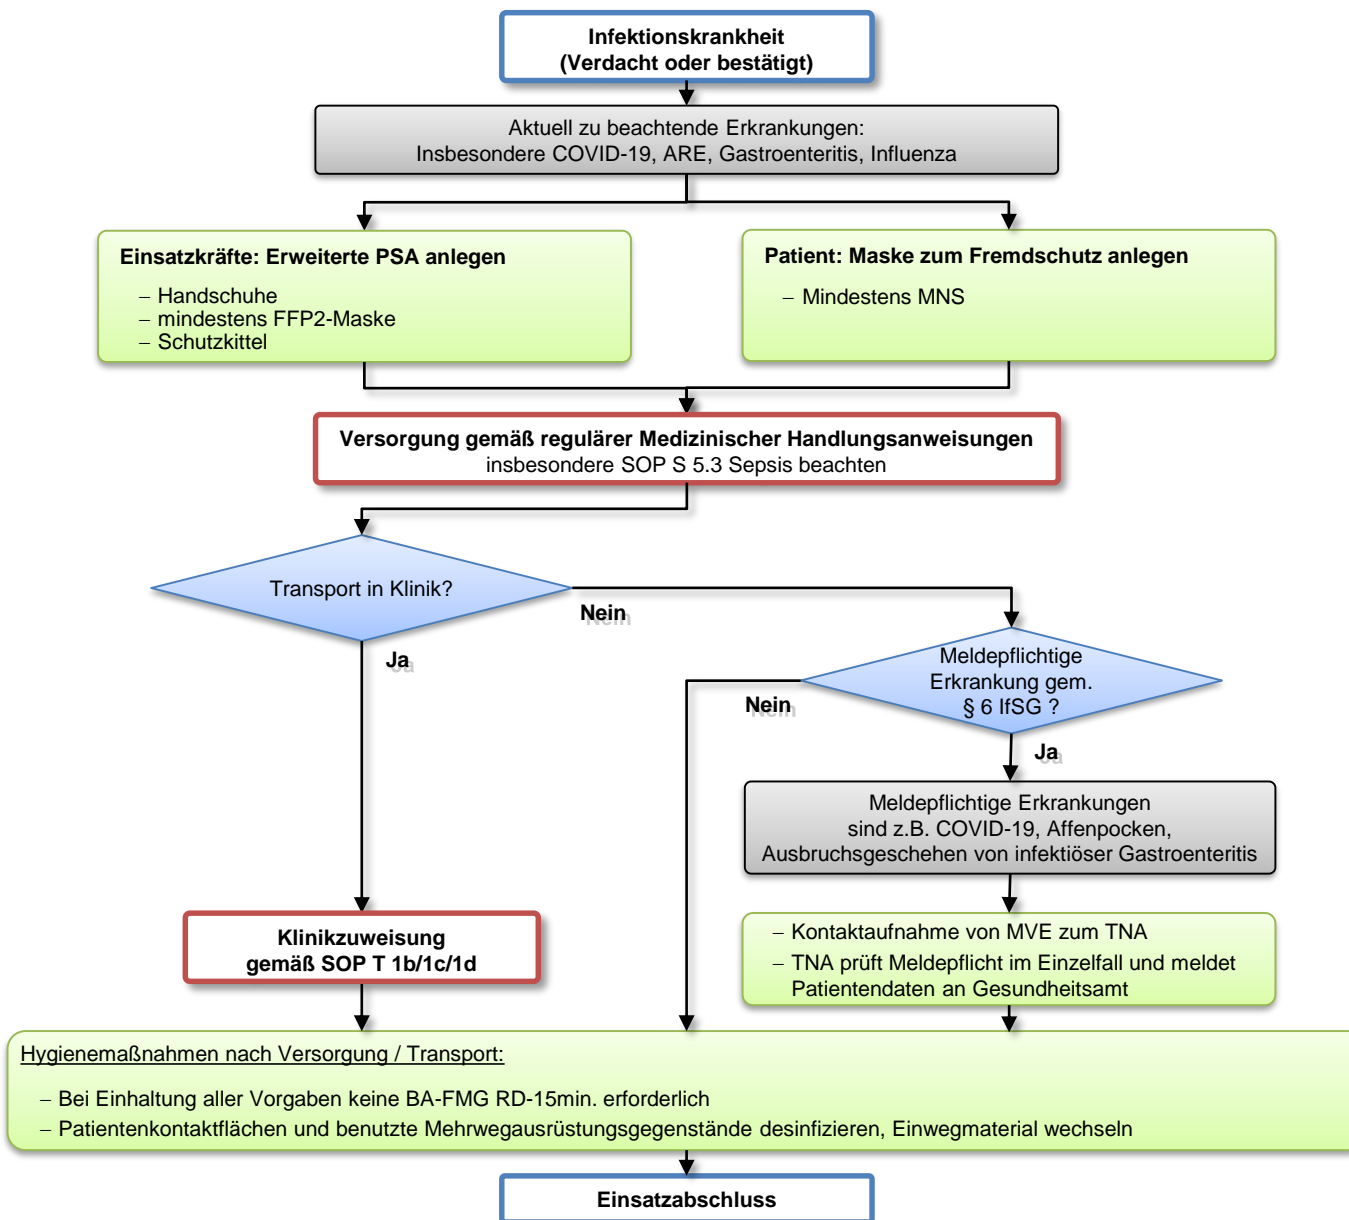 Infektionskrankheit
(Verdacht oder bestätigt)
Aktuell zu beachtende Erkrankungen:
Insbesondere COVID-19, ARE, Gastroenteritis, Influenza
Einsatzkräfte: Erweiterte PSA anlegen
– Handschuhe
– mindestens FFP2-Maske
– Schutzkittel
Patient: Maske zum Fremdschutz anlegen
– Mindestens MNS
Versorgung gemäß regulärer Medizinischer Handlungsanweisungen
insbesondere SOP S 5.3 Sepsis beachten
Transport in Klinik?
Nein
Ja
Meldepflichtige
Erkrankung gem.
§ 6 IfSG ?
Nein
Ja
Meldepflichtige Erkrankungen
sind z.B. COVID-19, Affenpocken,
Ausbruchsgeschehen von infektiöser Gastroenteritis
Klinikzuweisung
gemäß SOP T 1b/1c/1d
– Kontaktaufnahme von MVE zum TNA
– TNA prüft Meldepflicht im Einzelfall und meldet
Patientendaten an Gesundheitsamt
Hygienemaßnahmen nach Versorgung / Transport:
– Bei Einhaltung aller Vorgaben keine BA-FMG RD-15min. erforderlich
– Patientenkontaktflächen und benutzte Mehrwegausrüstungsgegenstände desinfizieren, Einwegmaterial wechseln
Einsatzabschluss